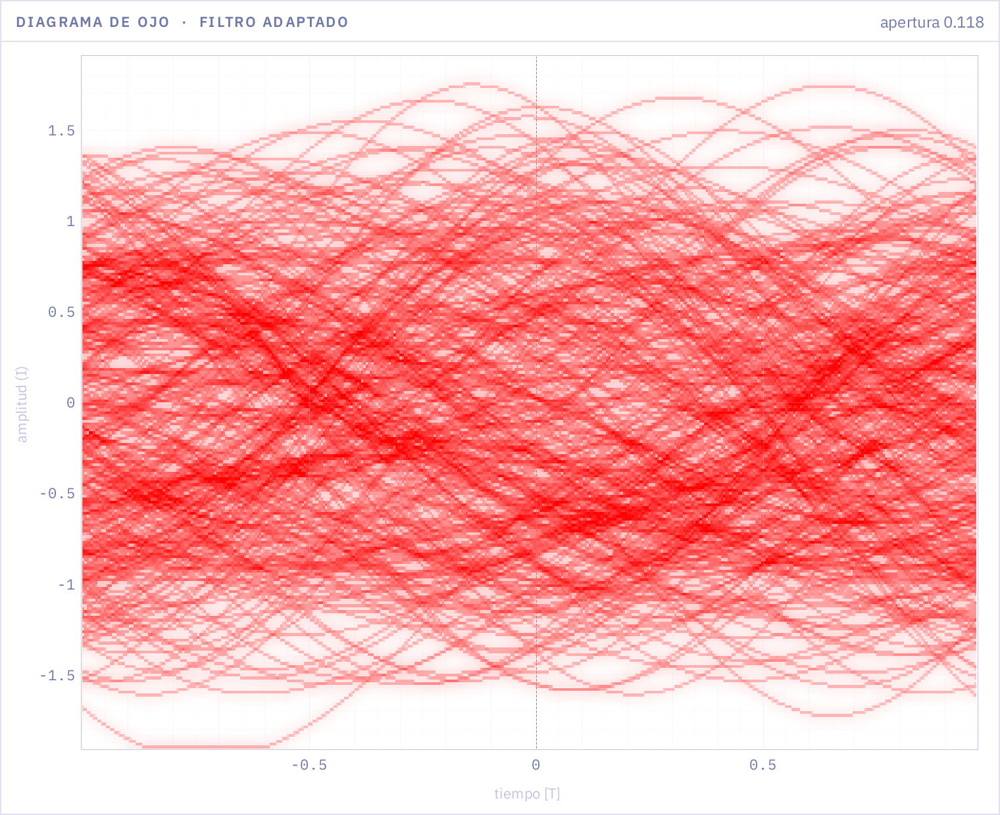 DIAGRAMA DE OJO · FILTRO ADAPTADO
apertura 0.118
1.5
1
0.5
0
-0.5
-1
-1.5
amplitud (I)
-0.5
0
0.5
tiempo [T]